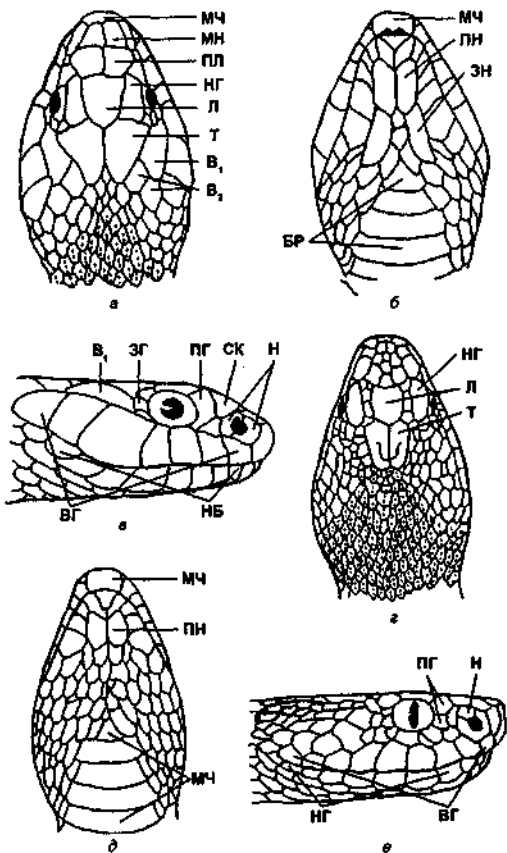 МЧ
МН
ПЛ
НГ
Л
Т
В₁
В₂
а
МЧ
ПН
ЗН
БР
б
В₁ ЗГ ПГ СК Н
ВГ НБ
в
НГ
Л
Т
г
МЧ
ПН
МЧ
д
ПГ Н
НГ ВГ
е